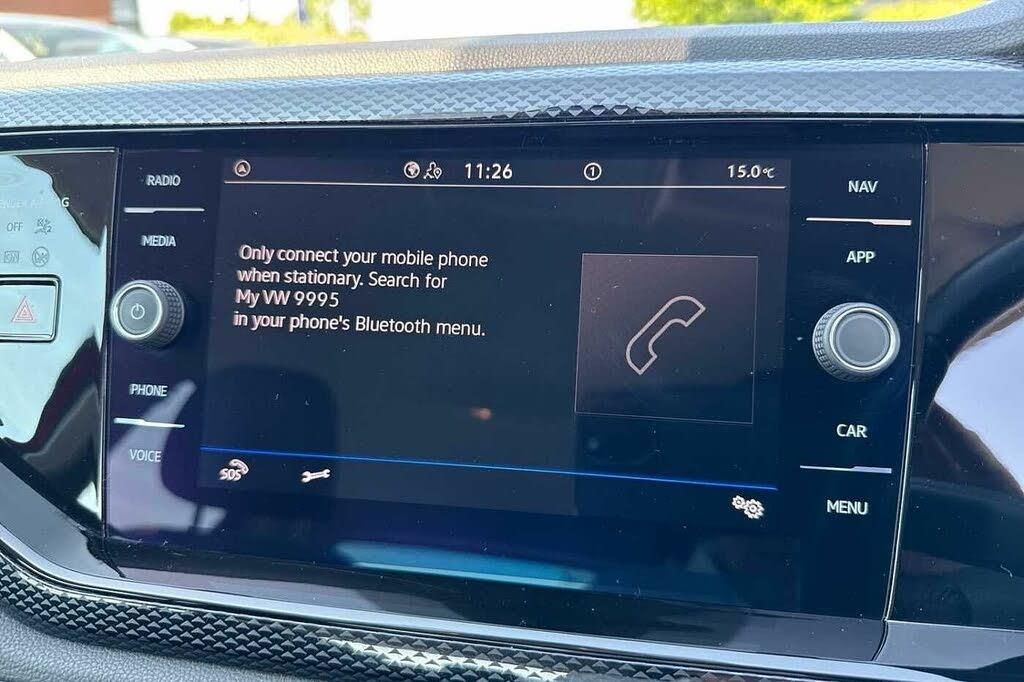 11:26
1
15.0°C
Only connect your mobile phone
when stationary. Search for
My VW 9995
in your phone's Bluetooth menu.
SOS
RADIO
MEDIA
PHONE
VOICE
NAV
APP
CAR
MENU
OFF